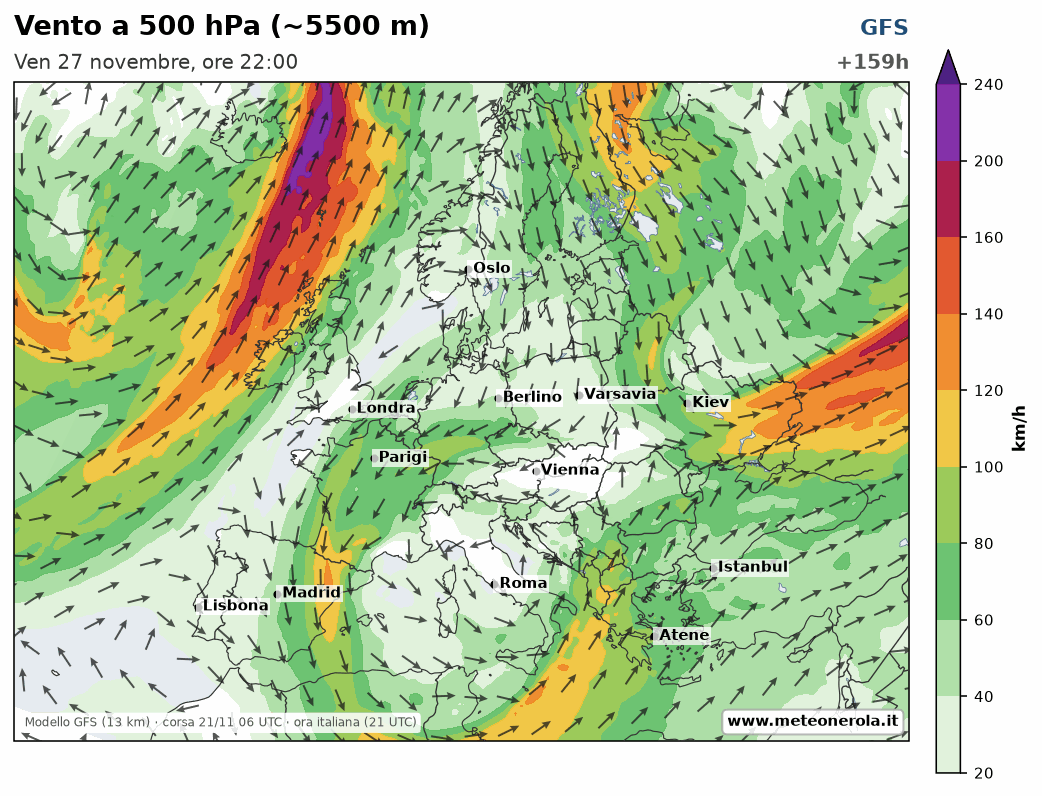 Vento a 500 hPa (~5500 m)
GFS
Ven 27 novembre, ore 22:00
+159h
240
200
160
140
120
100
80
60
40
20
km/h
Oslo
Londra
Berlino
Varsavia
Kiev
Parigi
Vienna
Istanbul
Roma
Madrid
Lisbona
Atene
Modello GFS (13 km) · corsa 21/11 06 UTC · ora italiana (21 UTC)
www.meteonerola.it